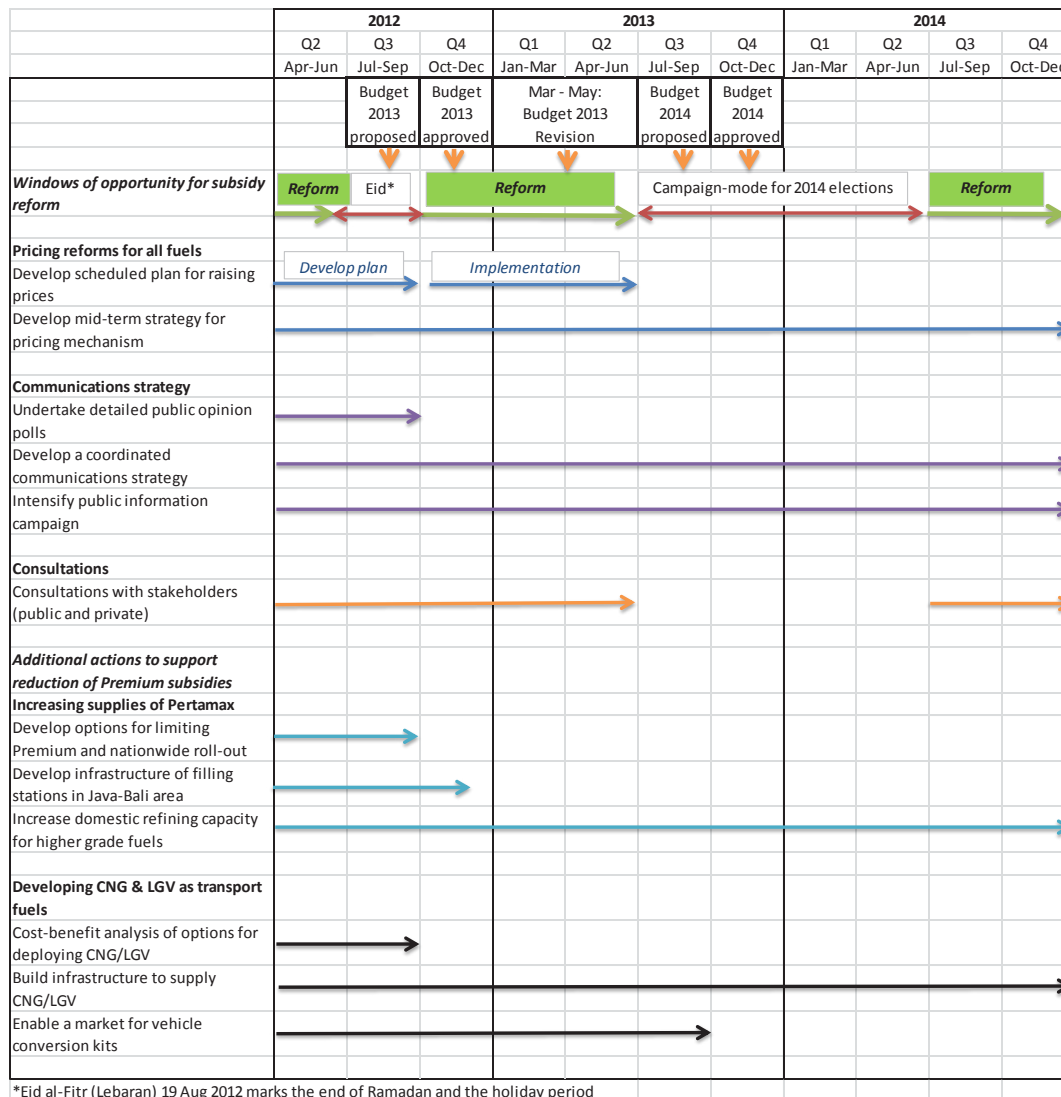 2012 2013 2014
Q2 Q3 Q4 Q1 Q2 Q3 Q4 Q1 Q2 Q3 Q4
Apr-Jun Jul-Sep Oct-Dec Jan-Mar Apr-Jun Jul-Sep Oct-Dec Jan-Mar Apr-Jun Jul-Sep Oct-Dec
Budget Budget Mar - May: Budget Budget
2013 2013 Budget 2013 2014 2014
proposed approved Revision proposed approved
Windows of opportunity for subsidy Reform Eid* Reform Campaign-mode for 2014 elections Reform
reform
Pricing reforms for all fuels
Develop scheduled plan for raising Develop plan Implementation
prices
Develop mid-term strategy for
pricing mechanism
Communications strategy
Undertake detailed public opinion
polls
Develop a coordinated
communications strategy
Intensify public information
campaign
Consultations
Consultations with stakeholders
(public and private)
Additional actions to support
reduction of Premium subsidies
Increasing supplies of Pertamax
Develop options for limiting
Premium and nationwide roll-out
Develop infrastructure of filling
stations in Java-Bali area
Increase domestic refining capacity
for higher grade fuels
Developing CNG & LGV as transport
fuels
Cost-benefit analysis of options for
deploying CNG/LGV
Build infrastructure to supply
CNG/LGV
Enable a market for vehicle
conversion kits
*Eid al-Fitr (Lebaran) 19 Aug 2012 marks the end of Ramadan and the holiday period